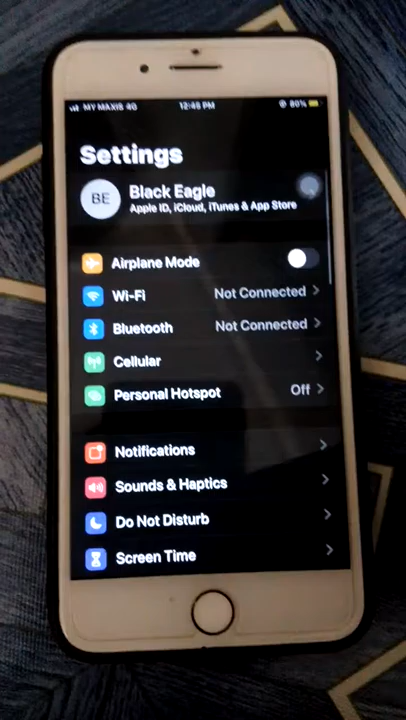 MY MAXIS 4G 12:45 PM 80%
Settings
BE
Black Eagle
Apple ID, iCloud, iTunes & App Store
Airplane Mode
Wi-Fi Not Connected
Bluetooth Not Connected
Cellular
Personal Hotspot Off
Notifications
Sounds & Haptics
Do Not Disturb
Screen Time